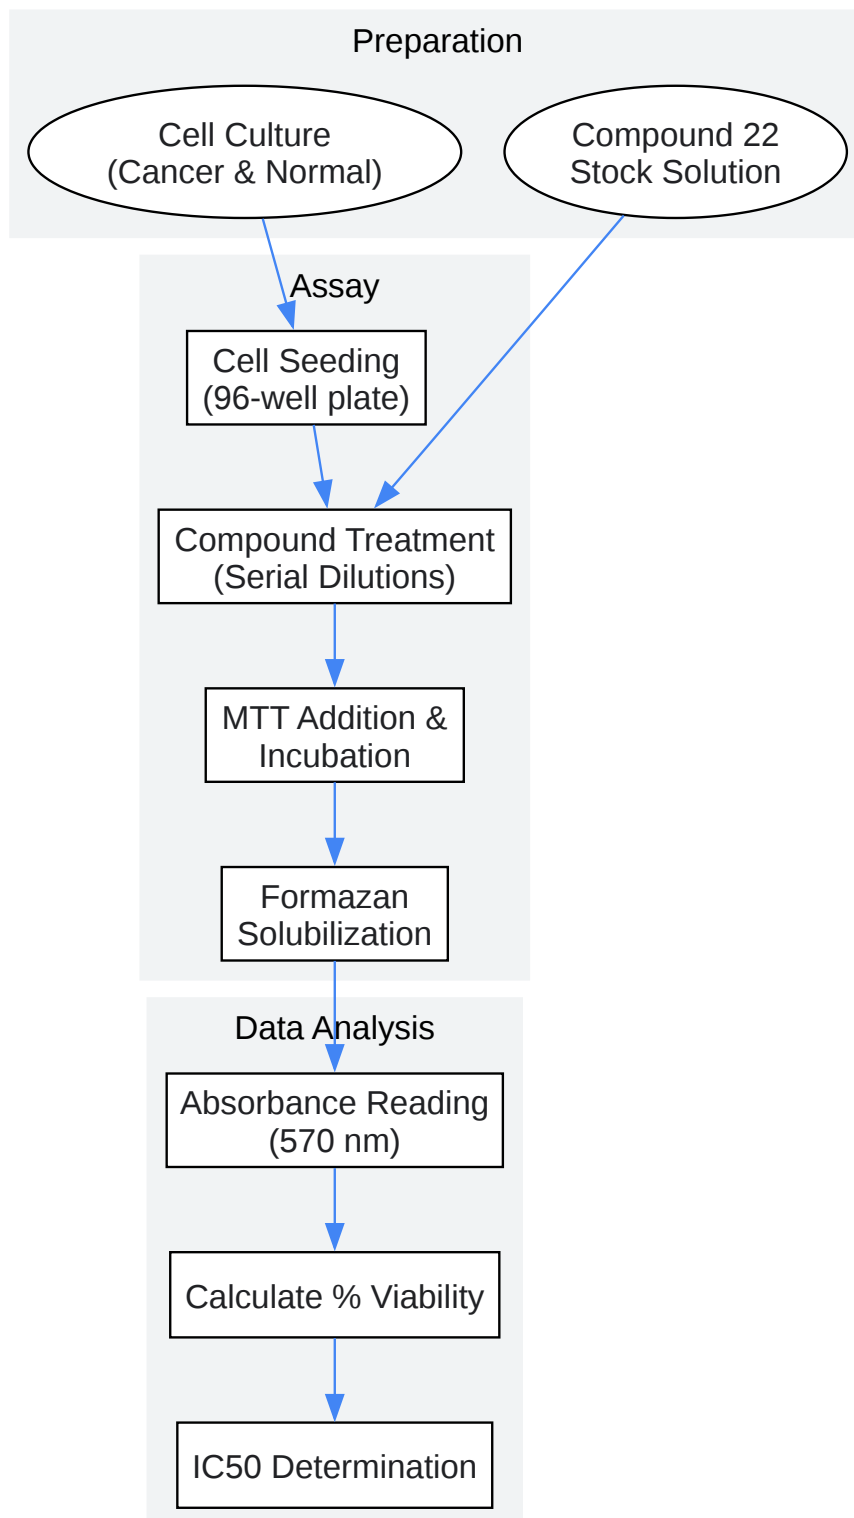 Preparation
Cell Culture
(Cancer & Normal)
Compound 22
Stock Solution
Assay
Cell Seeding
(96-well plate)
Compound Treatment
(Serial Dilutions)
MTT Addition &
Incubation
Formazan
Solubilization
Data Analysis
Absorbance Reading
(570 nm)
Calculate % Viability
IC50 Determination